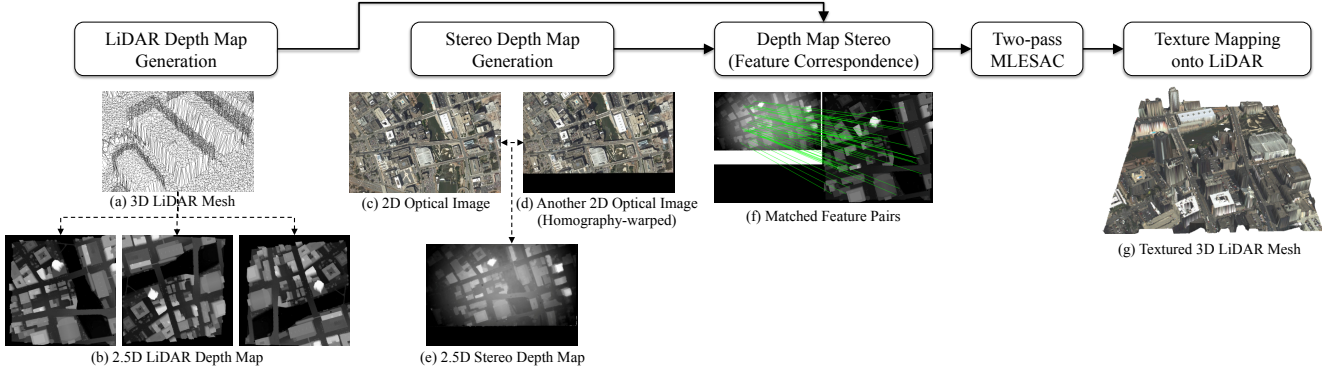 LiDAR Depth Map
Generation
Stereo Depth Map
Generation
Depth Map Stereo
(Feature Correspondence)
Two-pass
MLESAC
Texture Mapping
onto LiDAR
(a) 3D LiDAR Mesh
(c) 2D Optical Image
(d) Another 2D Optical Image
(Homography-warped)
(f) Matched Feature Pairs
(g) Textured 3D LiDAR Mesh
(b) 2.5D LiDAR Depth Map
(e) 2.5D Stereo Depth Map